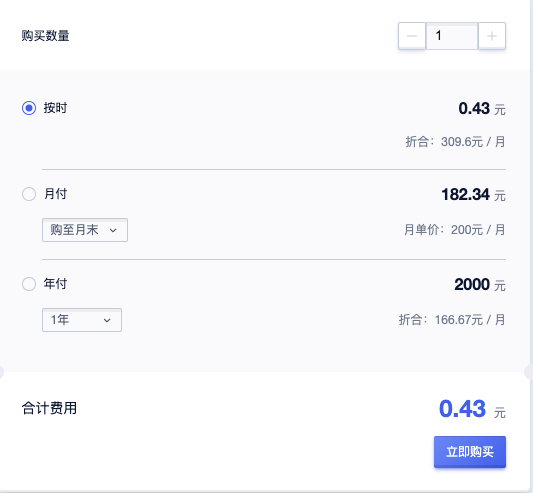 购买数量 1
按时 0.43 元
折合：309.6元 / 月
月付 182.34 元
购至月末 月单价：200元 / 月
年付 2000 元
1年 折合：166.67元 / 月
合计费用 0.43 元
立即购买